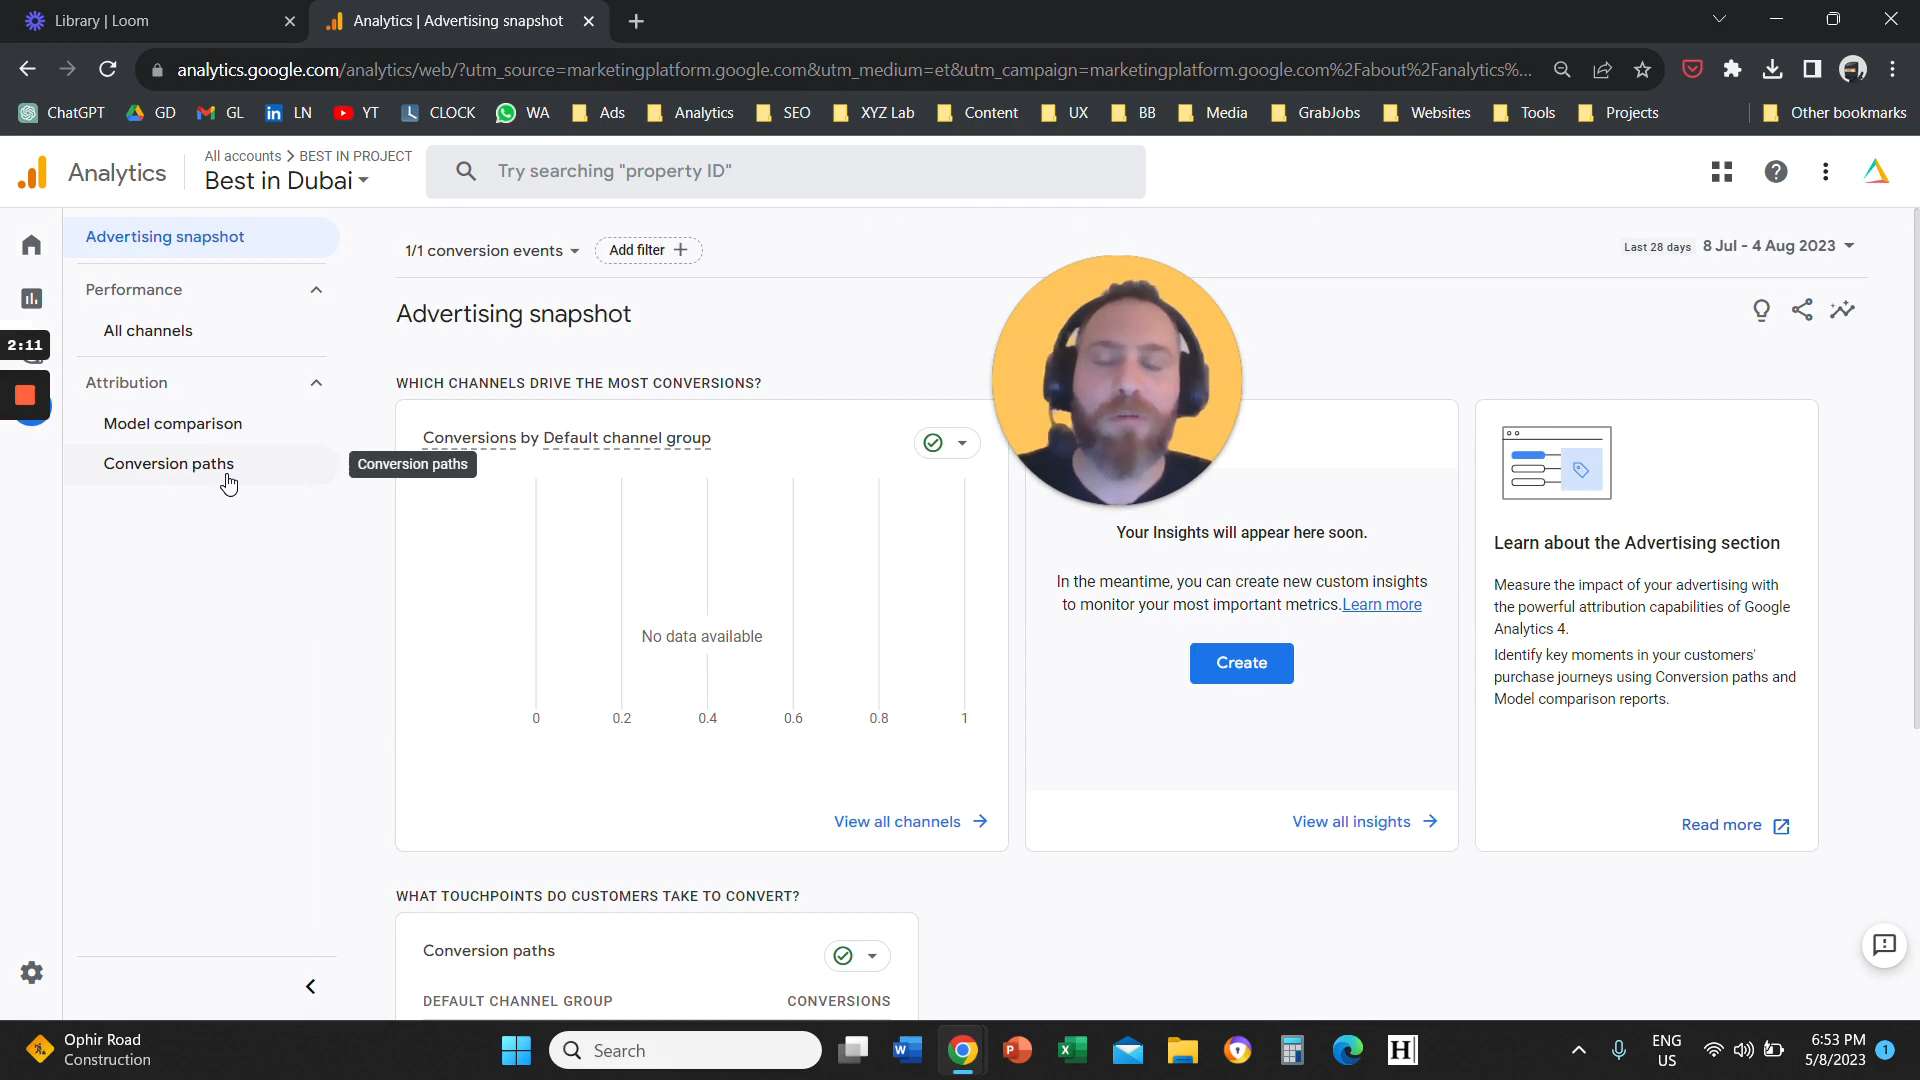 Library | Loom
Analytics | Advertising snapshot
analytics.google.com/analytics/web/?utm_source=marketingplatform.google.com&utm_medium=et&utm_campaign=marketingplatform.google.com%2Fabout%2Fanalytics%...
ChatGPT GD GL LN YT CLOCK WA Ads Analytics SEO XYZ Lab Content UX BB Media GrabJobs Websites Tools Projects Other bookmarks
Analytics
All accounts > BEST IN PROJECT
Best in Dubai
Try searching "property ID"
Advertising snapshot
Performance
All channels
2:11
Attribution
Model comparison
Conversion paths
Conversion paths
1/1 conversion events
Add filter +
Last 28 days 8 Jul - 4 Aug 2023
Advertising snapshot
WHICH CHANNELS DRIVE THE MOST CONVERSIONS?
Conversions by Default channel group
No data available
0 0.2 0.4 0.6 0.8 1
View all channels
Your Insights will appear here soon.
In the meantime, you can create new custom insights
to monitor your most important metrics.Learn more
Create
View all insights
Learn about the Advertising section
Measure the impact of your advertising with
the powerful attribution capabilities of Google
Analytics 4.
Identify key moments in your customers'
purchase journeys using Conversion paths and
Model comparison reports.
Read more
WHAT TOUCHPOINTS DO CUSTOMERS TAKE TO CONVERT?
Conversion paths
DEFAULT CHANNEL GROUP CONVERSIONS
Ophir Road
Construction
Search
ENG
US
6:53 PM
5/8/2023
1